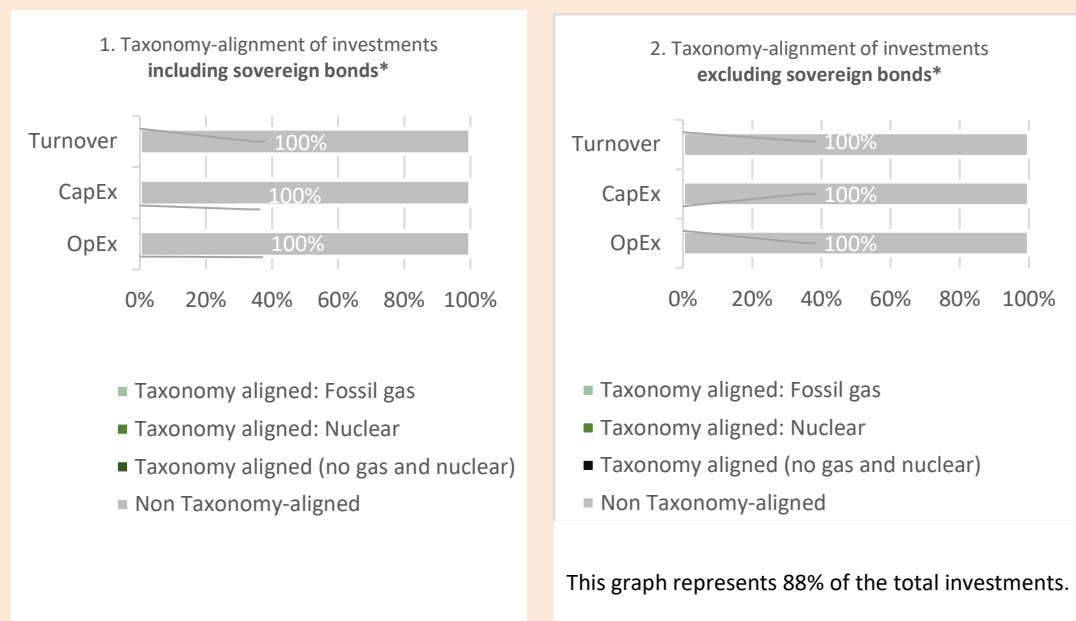 1. Taxonomy-alignment of investments
including sovereign bonds*
Turnover
100%
CapEx
100%
OpEx
100%
0% 20% 40% 60% 80% 100%
Taxonomy aligned: Fossil gas
Taxonomy aligned: Nuclear
Taxonomy aligned (no gas and nuclear)
Non Taxonomy-aligned
2. Taxonomy-alignment of investments
excluding sovereign bonds*
Turnover
100%
CapEx
100%
OpEx
100%
0% 20% 40% 60% 80% 100%
Taxonomy aligned: Fossil gas
Taxonomy aligned: Nuclear
Taxonomy aligned (no gas and nuclear)
Non Taxonomy-aligned
This graph represents 88% of the total investments.